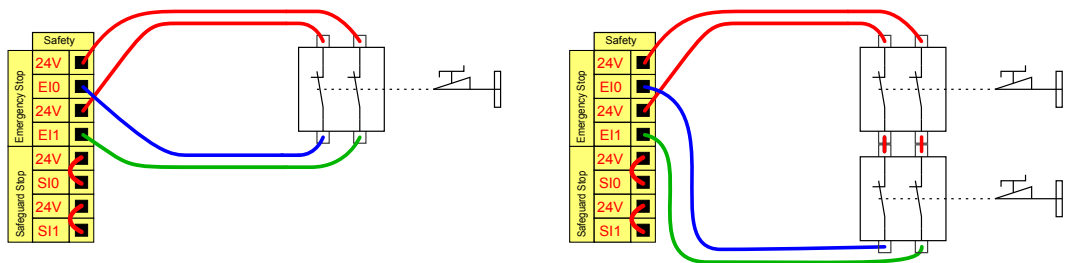 Safety
Emergency Stop
24V
EI0
24V
EI1
Safeguard Stop
24V
SI0
24V
SI1
Safety
Emergency Stop
24V
EI0
24V
EI1
Safeguard Stop
24V
SI0
24V
SI1